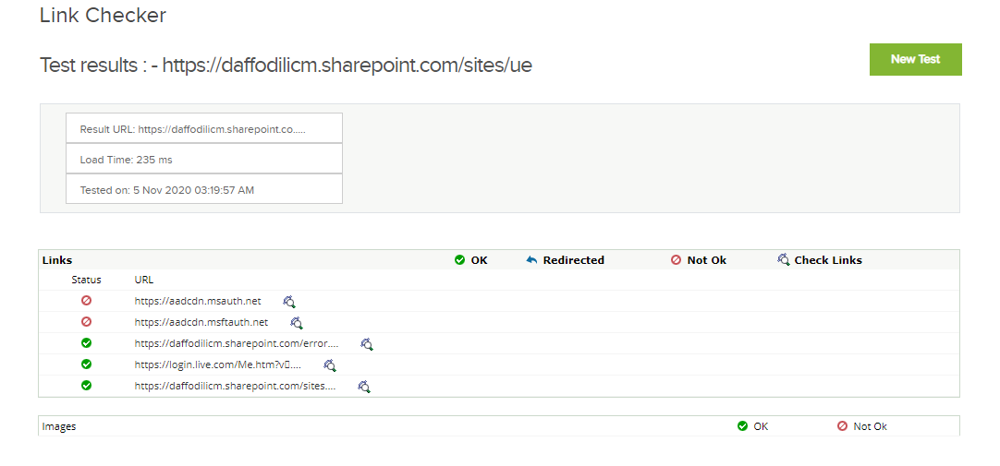 Link Checker
Test results : - https://daffodilicm.sharepoint.com/sites/ue
New Test
Result URL: https://daffodilicm.sharepoint.co.....
Load Time: 235 ms
Tested on: 5 Nov 2020 03:19:57 AM
Links OK Redirected Not Ok Check Links
Status URL
https://aadcdn.msauth.net
https://aadcdn.msftauth.net
https://daffodilicm.sharepoint.com/error....
https://login.live.com/Me.htm?v▯....
https://daffodilicm.sharepoint.com/sites....
Images OK Not Ok